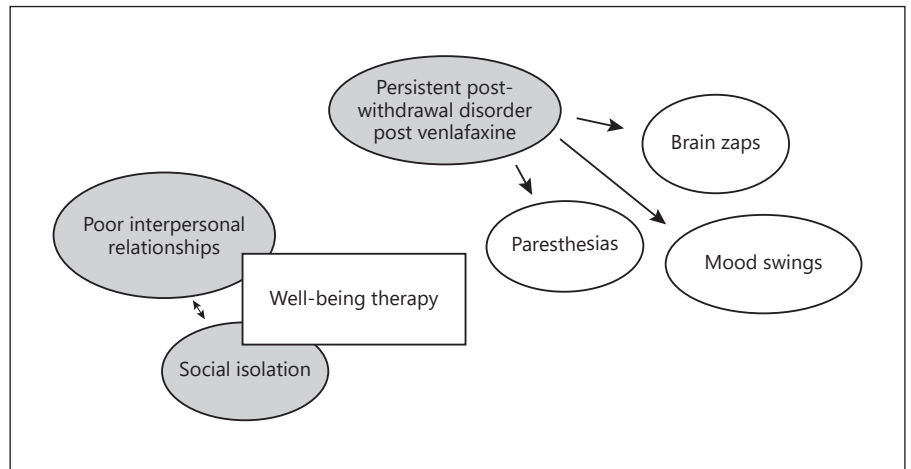 Persistent post-
withdrawal disorder
post venlafaxine
Brain zaps
Paresthesias
Mood swings
Poor interpersonal
relationships
Well-being therapy
Social isolation